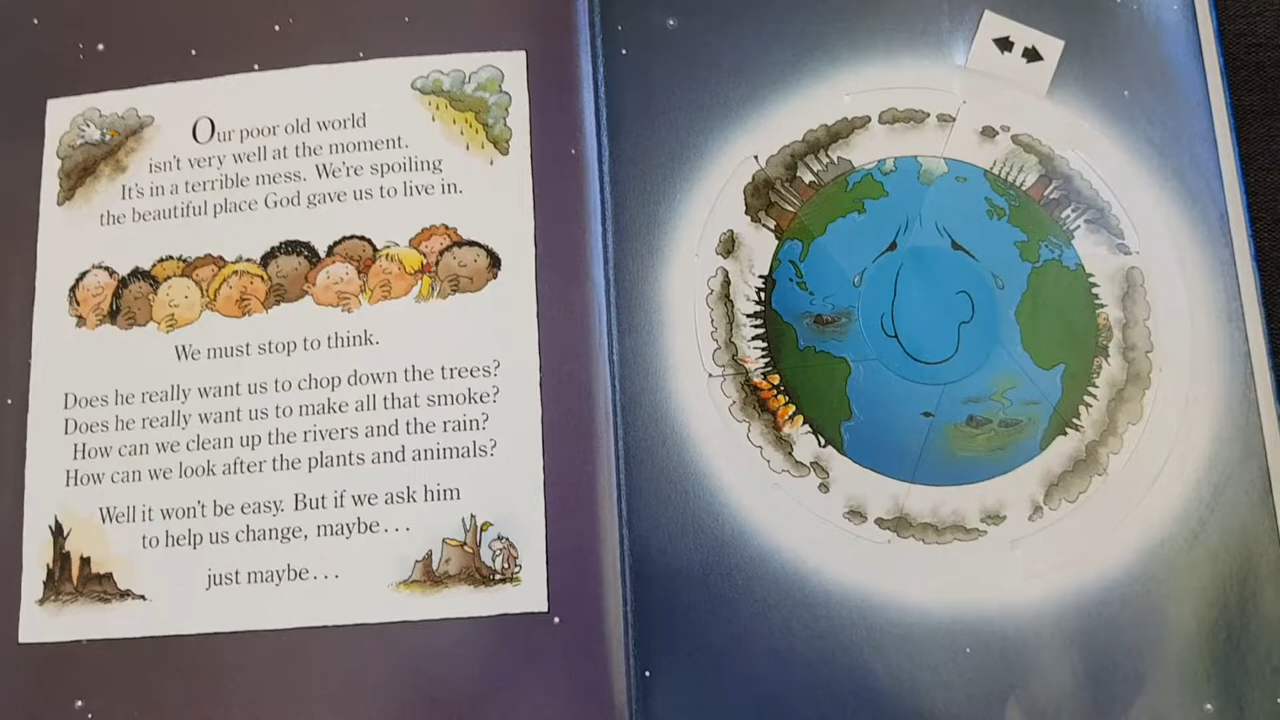 Our poor old world
isn't very well at the moment.
It's in a terrible mess. We're spoiling
the beautiful place God gave us to live in.
We must stop to think.
Does he really want us to chop down the trees?
Does he really want us to make all that smoke?
How can we clean up the rivers and the rain?
How can we look after the plants and animals?
Well it won't be easy. But if we ask him
to help us change, maybe...
just maybe...